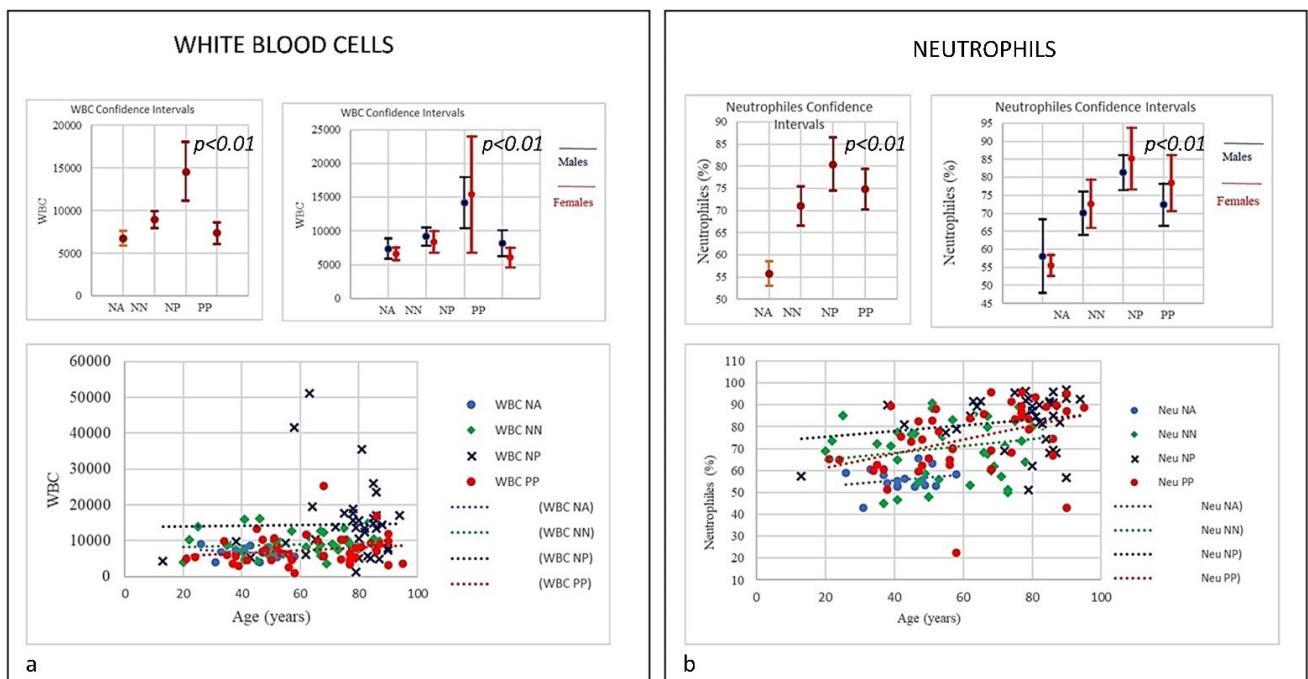 WHITE BLOOD CELLS
WBC Confidence Intervals
20000
15000
10000
5000
0
WBC
p<0.01
NA NN NP PP
WBC Confidence Intervals
25000
20000
15000
10000
5000
0
WBC
p<0.01
NA NN NP PP
Males
Females
60000
50000
40000
30000
20000
10000
0
WBC
0 20 40 60 80 100
Age (years)
WBC NA
WBC NN
WBC NP
WBC PP
(WBC NA)
(WBC NN)
(WBC NP)
(WBC PP)
a
NEUTROPHILS
Neutrophiles Confidence
Intervals
90
85
80
75
70
65
60
55
50
Neutrophiles (%)
p<0.01
NA NN NP PP
Neutrophiles Confidence Intervals
95
90
85
80
75
70
65
60
55
50
45
Neutrophiles (%)
p<0.01
NA NN NP PP
Males
Females
110
100
90
80
70
60
50
40
30
20
10
Neutrophiles (%)
0 20 40 60 80 100
Age (years)
Neu NA
Neu NN
Neu NP
Neu PP
Neu NA)
Neu NN)
Neu NP)
Neu PP)
b